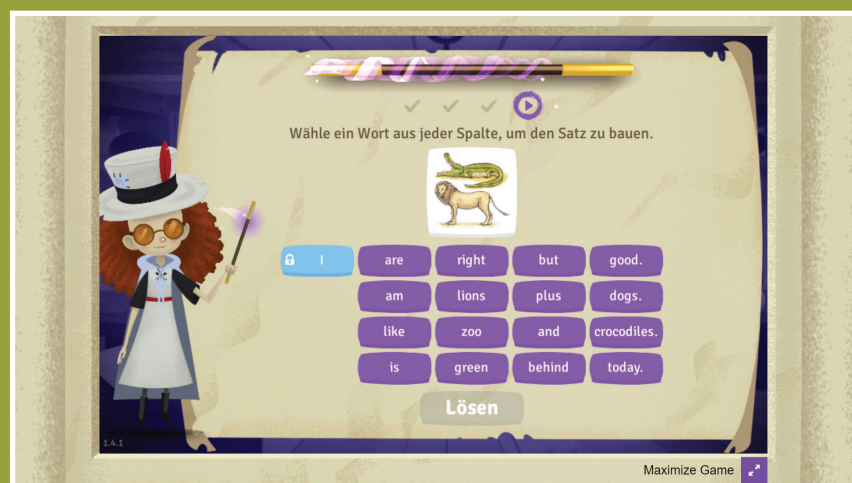 Wähle ein Wort aus jeder Spalte, um den Satz zu bauen.
I are right but good.
am lions plus dogs.
like zoo and crocodiles.
is green behind today.
Lösen
1.4.1
Maximize Game